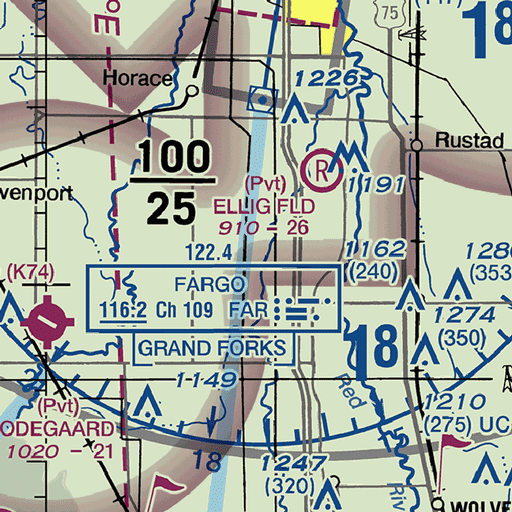 75
18
Horace
1226
Rustad
100
25
R
1191
(Pvt)
ELLIG FLD
910 - 26
122.4
1162
(240)
(K74)
FARGO
116.2 Ch 109 FAR
GRAND FORKS
(353
1274
(350)
18
1149
Red
(Pvt)
ODEGAARD
1020 - 21
1210
(275) UC
18
1247
(320)
Riv
WOLVE